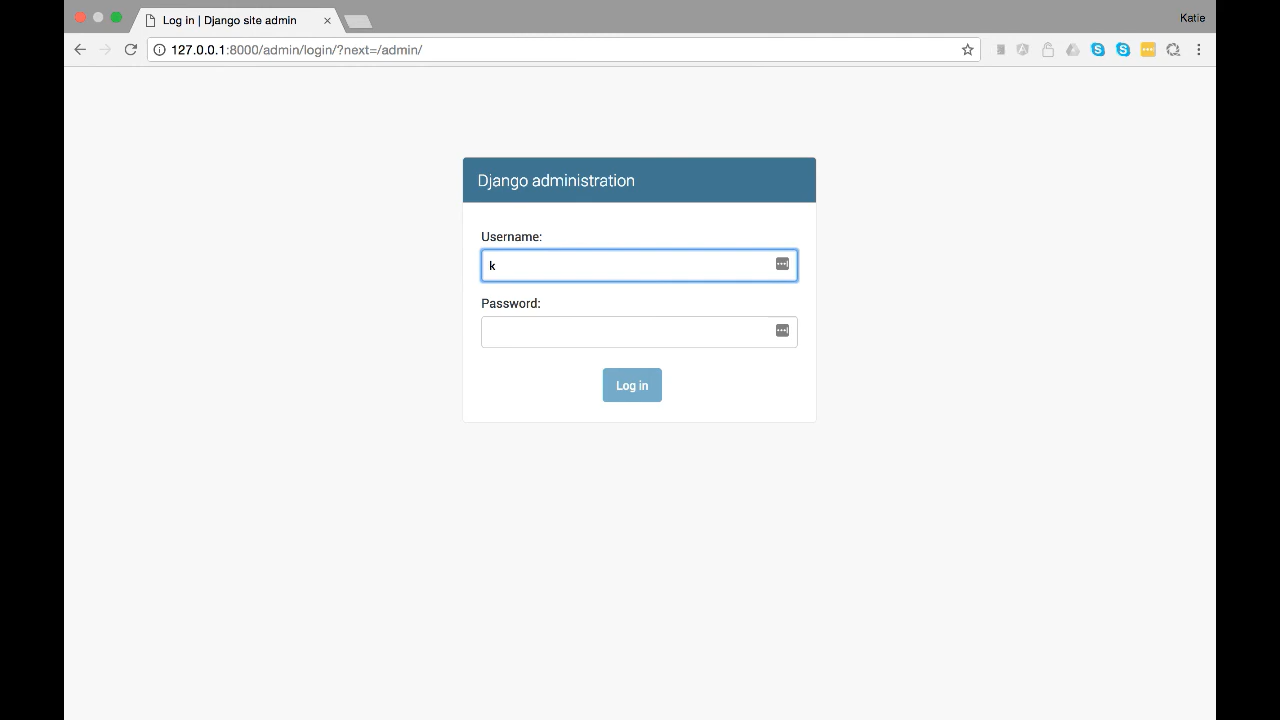 Log in | Django site admin
Katie
127.0.0.1:8000/admin/login/?next=/admin/
Django administration
Username:
k
Password:
Log in